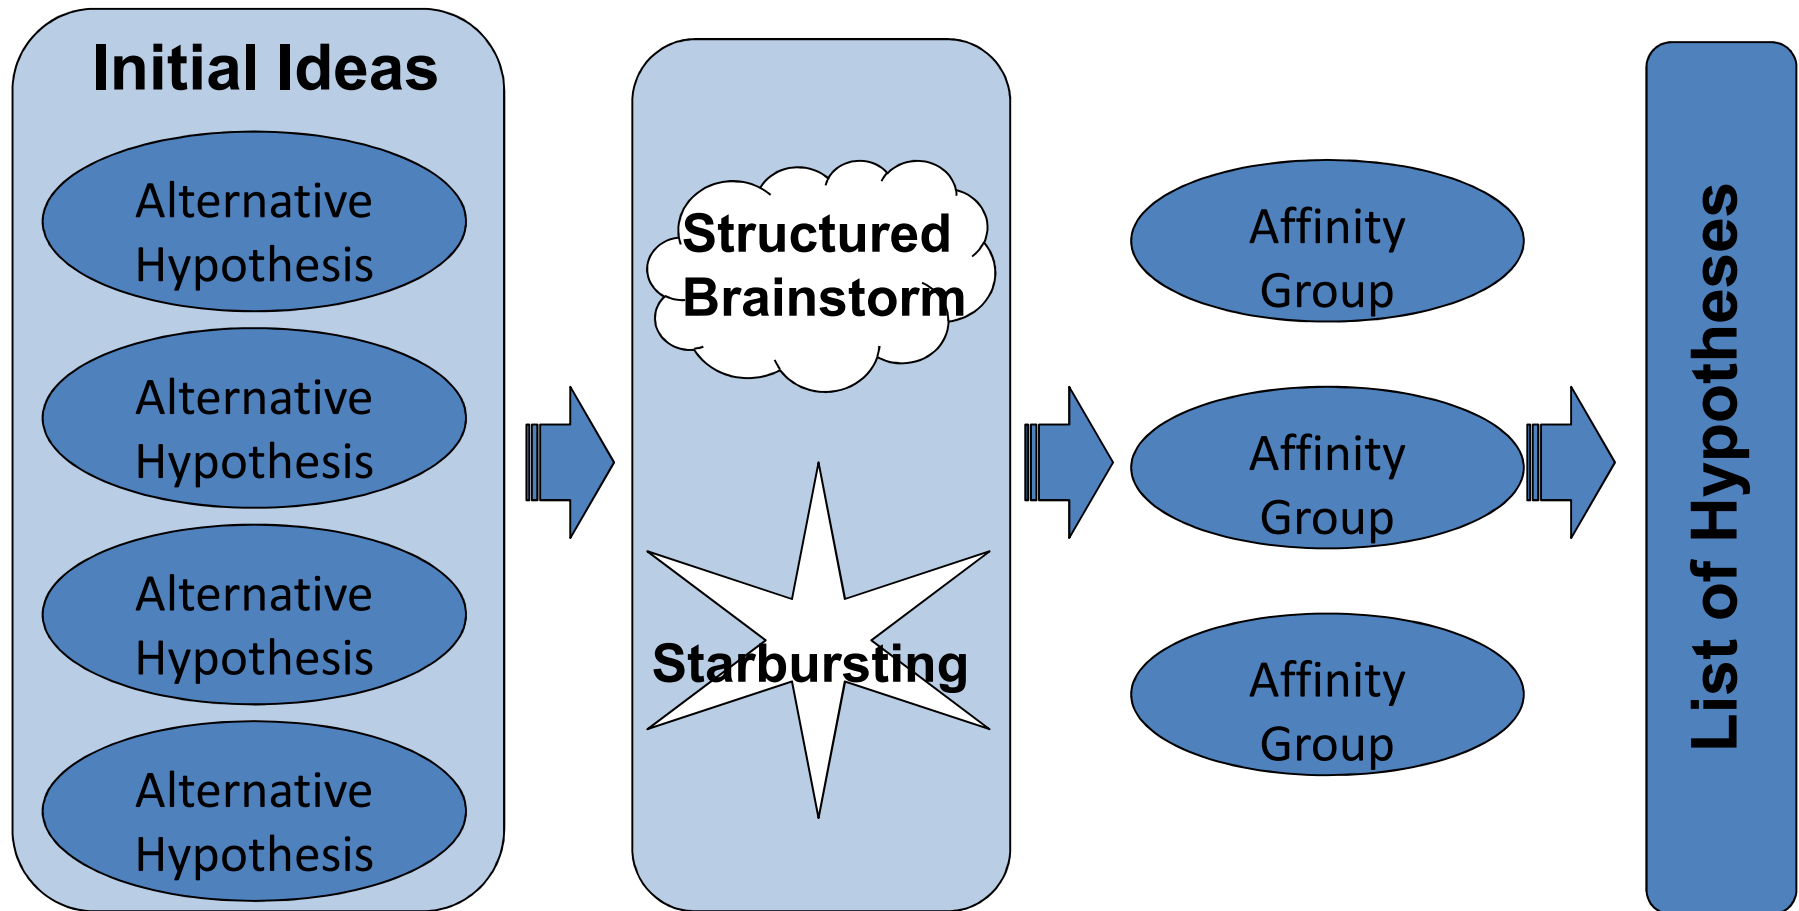 Initial Ideas
Alternative
Hypothesis
Alternative
Hypothesis
Alternative
Hypothesis
Alternative
Hypothesis
Structured
Brainstorm
Starbursting
Affinity
Group
Affinity
Group
Affinity
Group
List of Hypotheses